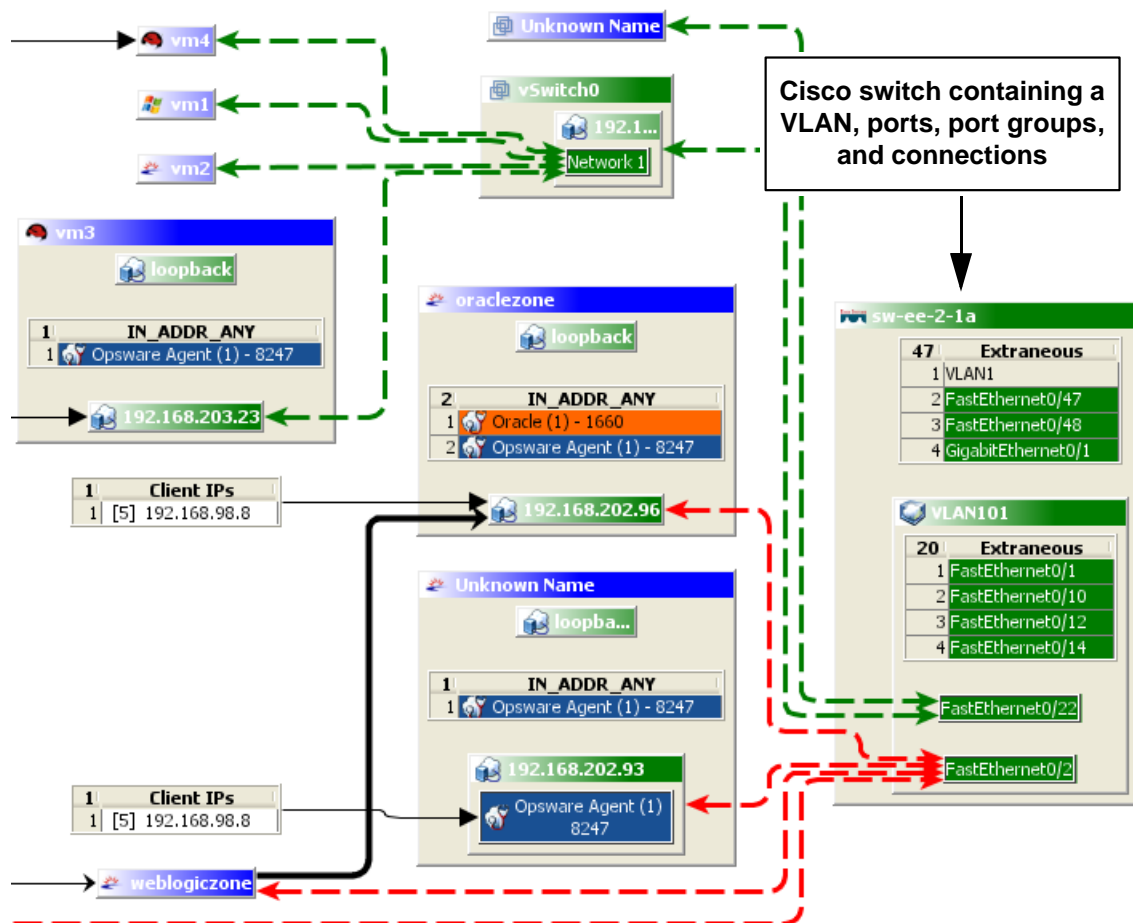 vm4
Unknown Name
vm1
vSwitch0
192.1...
Network 1
vm2
Cisco switch containing a
VLAN, ports, port groups,
and connections
vm3
loopback
1 IN_ADDR_ANY
1 Opsware Agent (1) - 8247
192.168.203.23
oraclezone
loopback
2 IN_ADDR_ANY
1 Oracle (1) - 1660
2 Opsware Agent (1) - 8247
192.168.202.96
1 Client IPs
1 [5] 192.168.98.8
Unknown Name
loopba...
1 IN_ADDR_ANY
1 Opsware Agent (1) - 8247
192.168.202.93
Opsware Agent (1)
8247
1 Client IPs
1 [5] 192.168.98.8
weblogiczone
sw-ee-2-1a
47 Extraneous
1 VLAN1
2 FastEthernet0/47
3 FastEthernet0/48
4 GigabitEthernet0/1
VLAN101
20 Extraneous
1 FastEthernet0/1
2 FastEthernet0/10
3 FastEthernet0/12
4 FastEthernet0/14
FastEthernet0/22
FastEthernet0/2